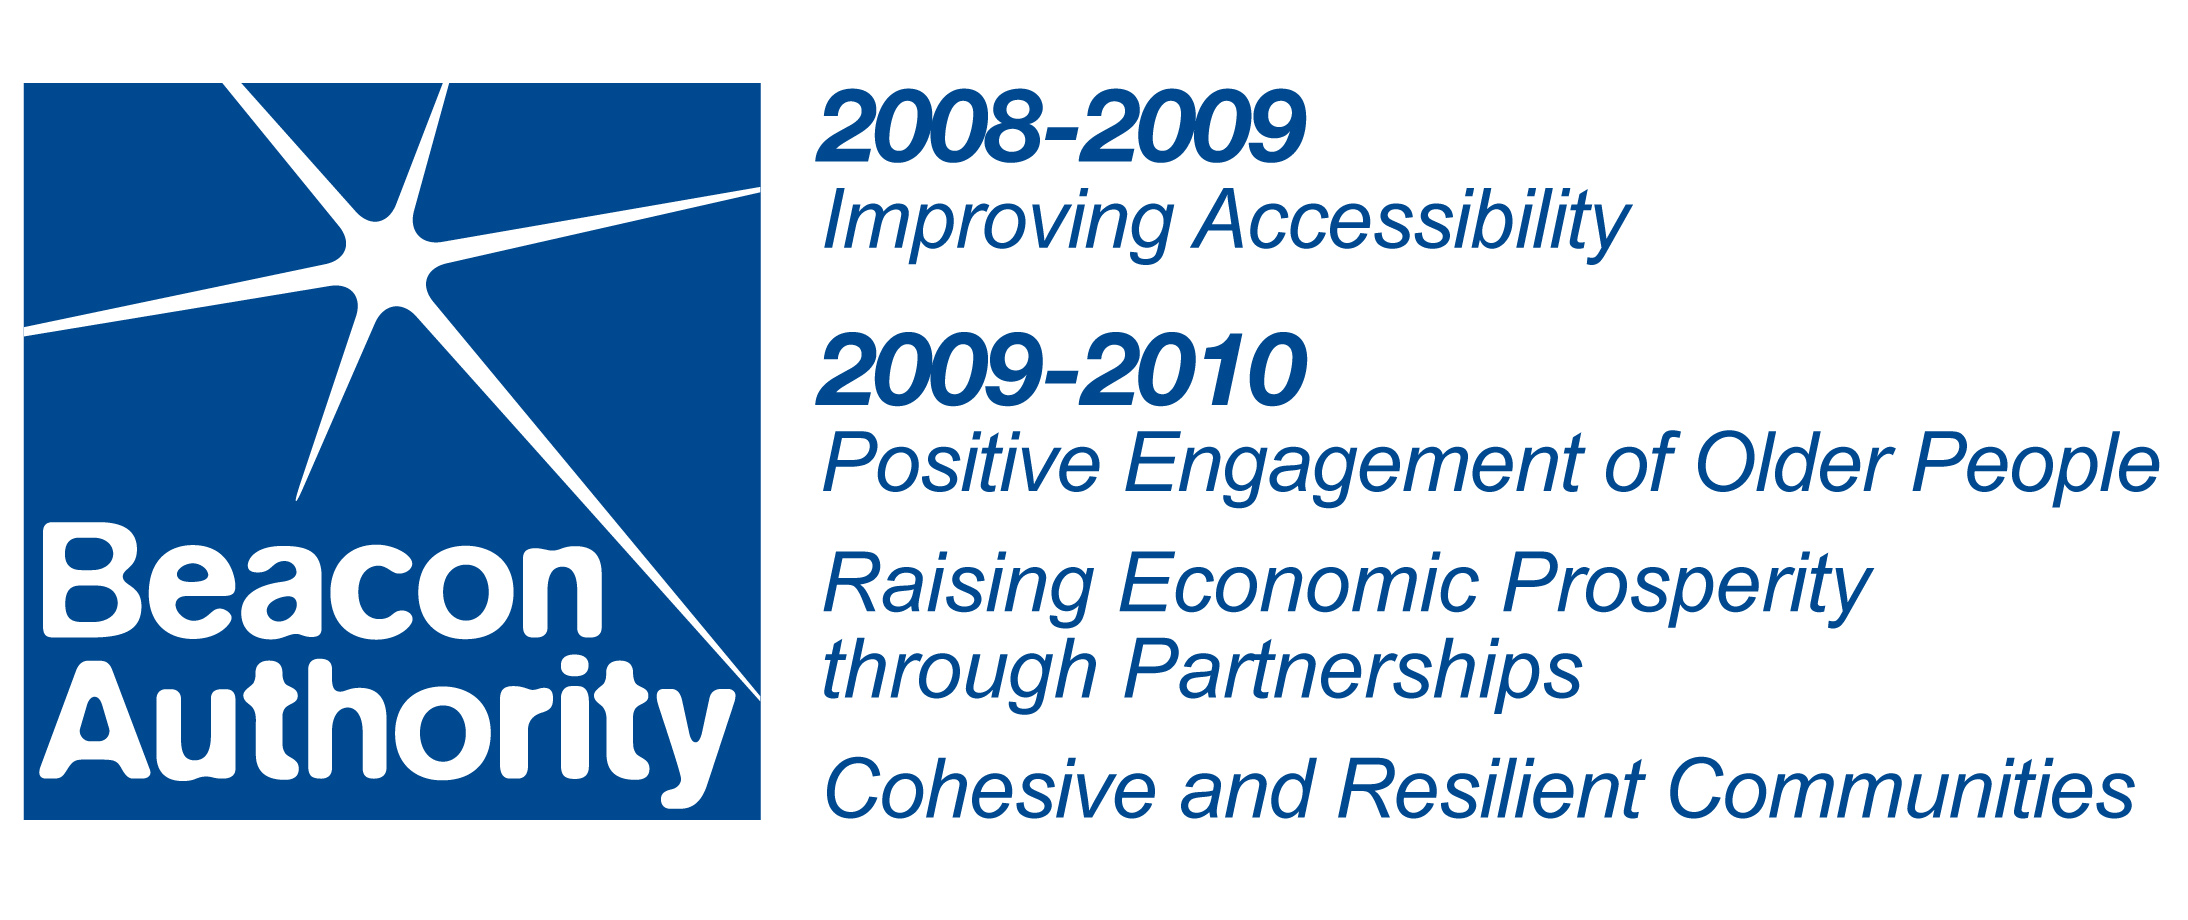 Beacon
Authority
2008-2009
Improving Accessibility
2009-2010
Positive Engagement of Older People
Raising Economic Prosperity
through Partnerships
Cohesive and Resilient Communities